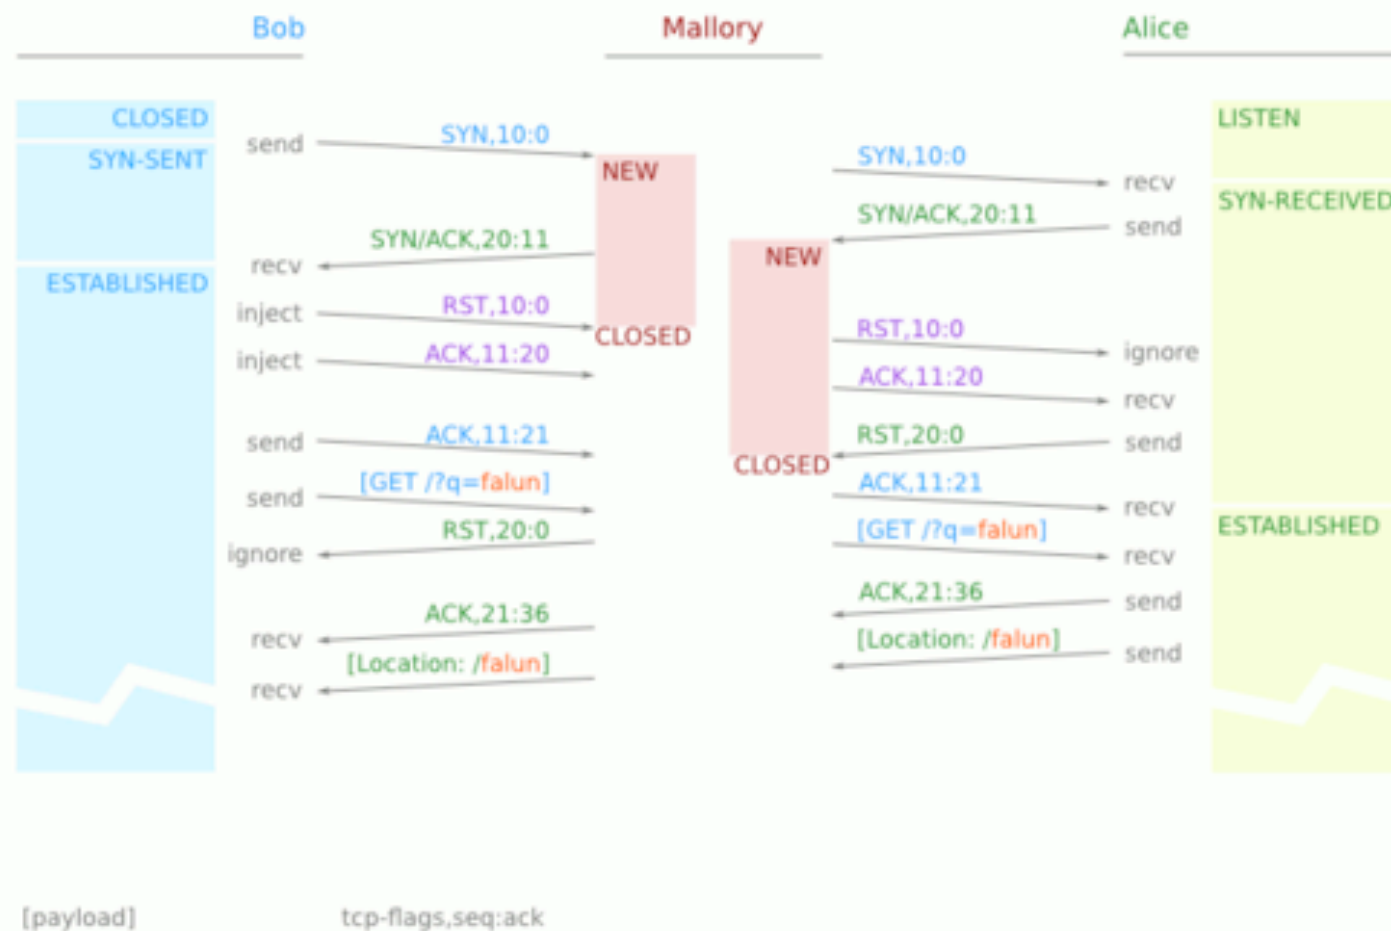 Bob Mallory Alice
CLOSED LISTEN
send SYN,10:0
SYN-SENT NEW SYN,10:0 recv
SYN-RECEIVED
SYN/ACK,20:11 send
SYN/ACK,20:11 NEW
recv
ESTABLISHED
inject RST,10:0
CLOSED RST,10:0 ignore
inject ACK,11:20
ACK,11:20 recv
send ACK,11:21 RST,20:0 send
CLOSED
send [GET /?q=falun] ACK,11:21 recv
ESTABLISHED
RST,20:0 [GET /?q=falun] recv
ignore
ACK,21:36 send
ACK,21:36
recv [Location: /falun] send
[Location: /falun]
recv
[payload] tcp-flags,seq:ack